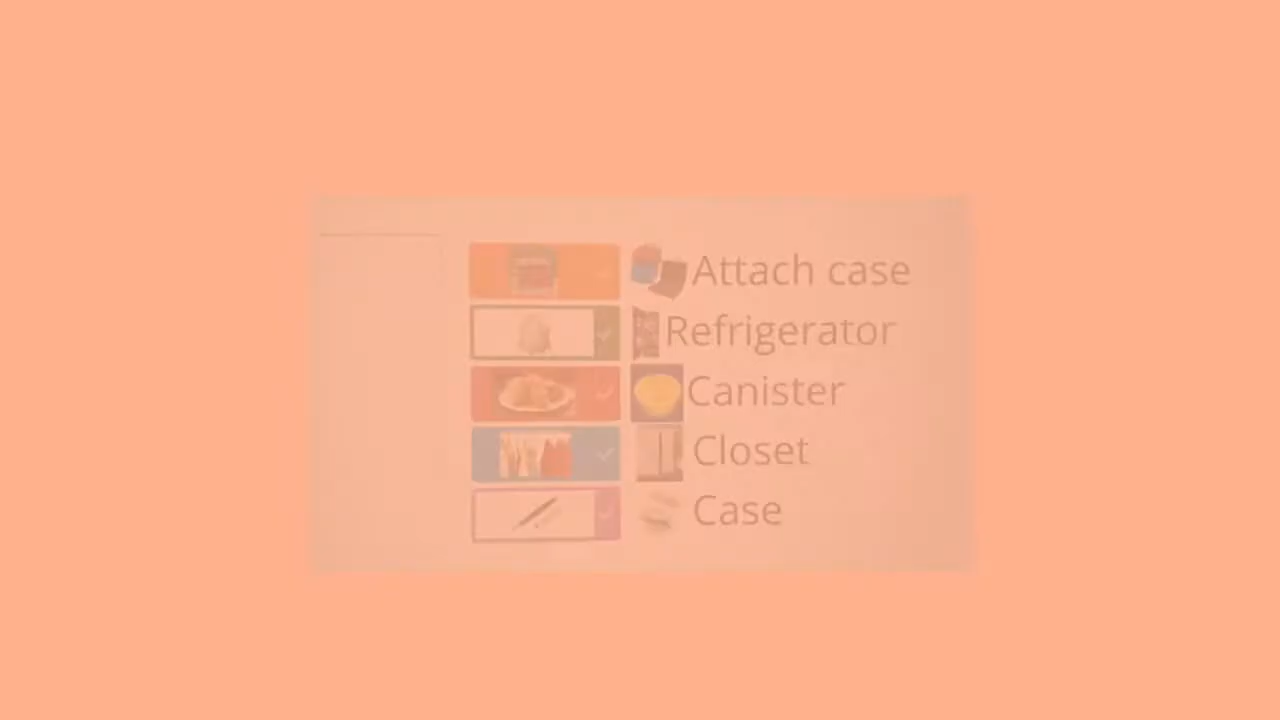 Attach case
Refrigerator
Canister
Closet
Case